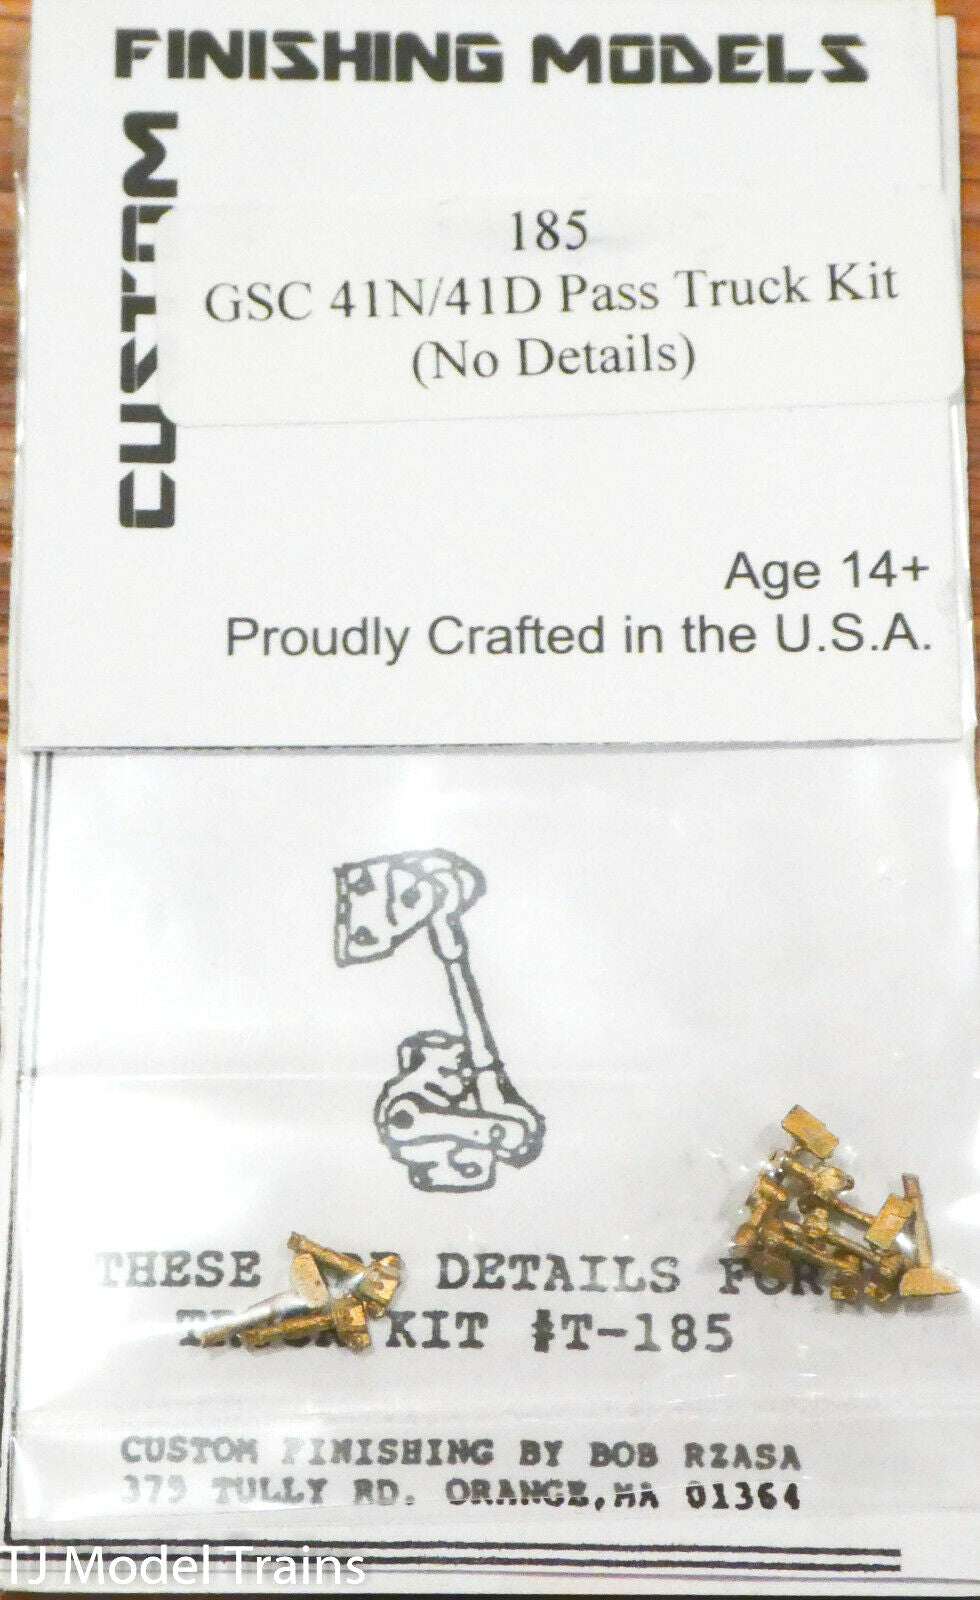 FINISHING MODELS
CUSTOM
185
GSC 41N/41D Pass Truck Kit
(No Details)
Age 14+
Proudly Crafted in the U.S.A.
THESE DETAILS FOR
KIT #T-185
CUSTOM FINISHING BY BOB RZASA
379 TULLY RD. ORANGE, MA 01364
TJ Model Trains